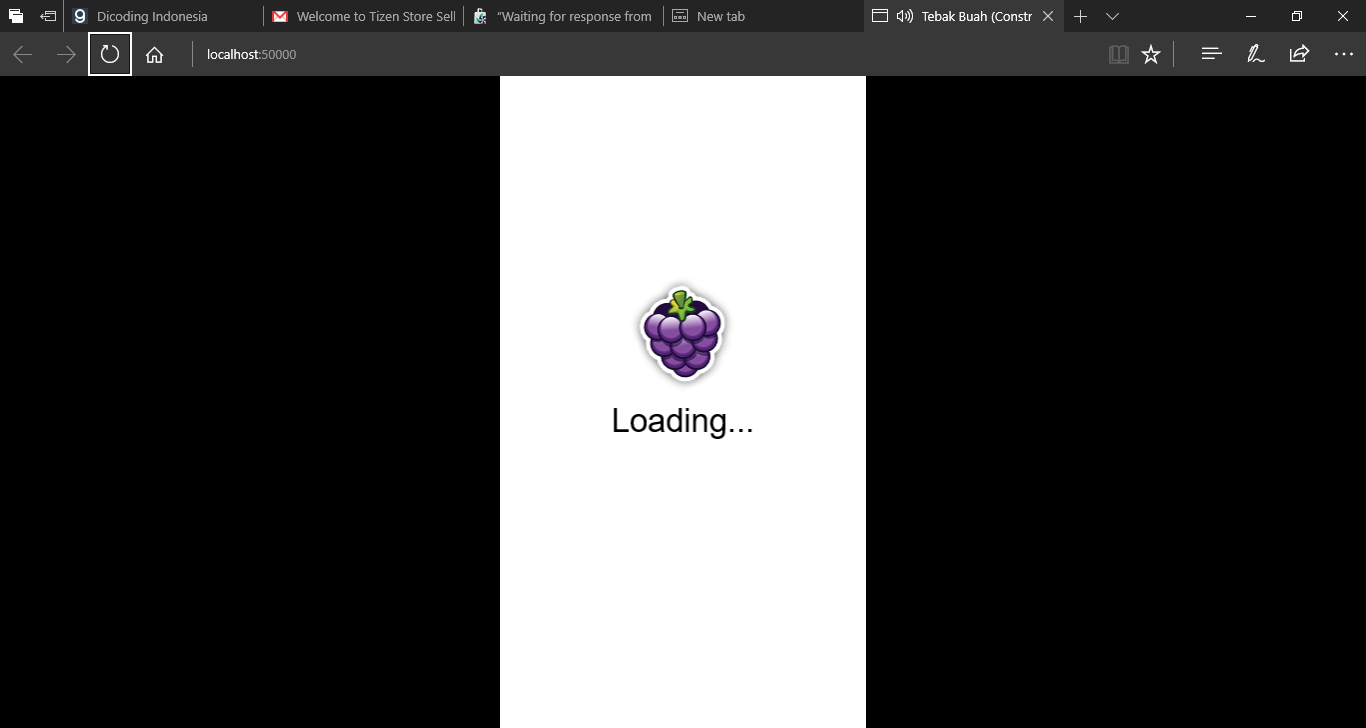 Dicoding Indonesia
Welcome to Tizen Store Sell
"Waiting for response from
New tab
Tebak Buah (Constr
localhost:50000
Loading...